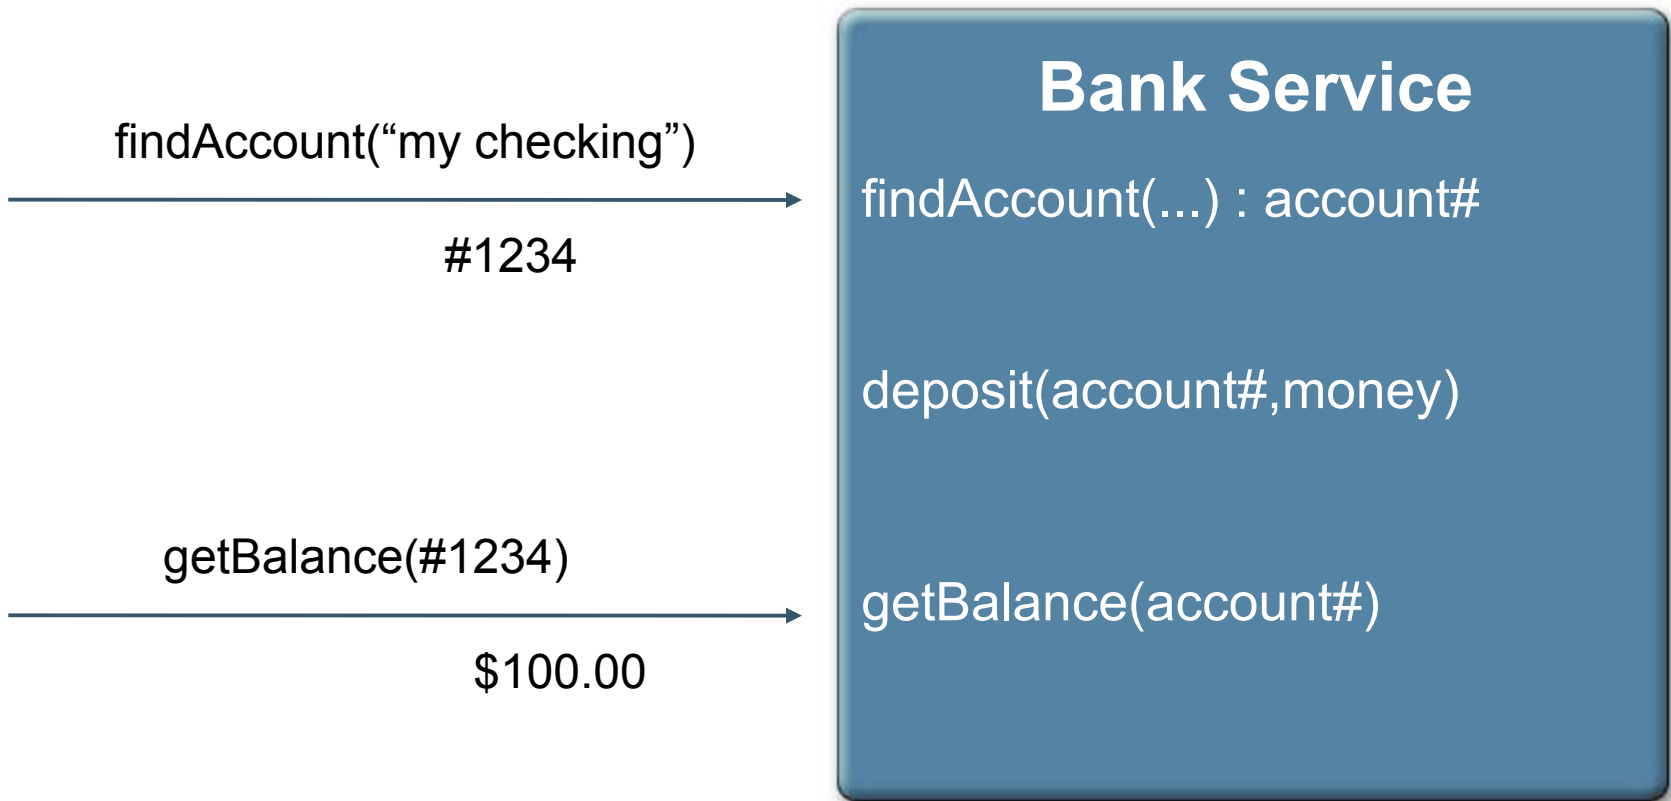 Bank Service
findAccount(“my checking”)
findAccount(...) : account#
#1234
deposit(account#,money)
getBalance(#1234)
getBalance(account#)
$100.00